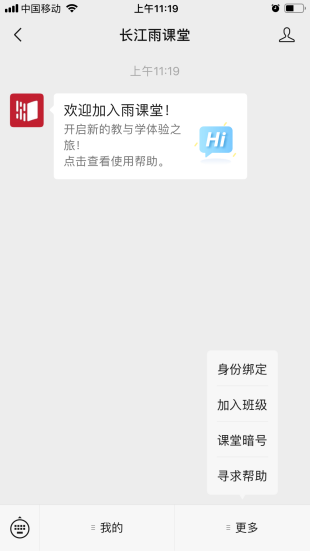 中国移动
上午11:19
长江雨课堂
上午11:19
欢迎加入雨课堂！
开启新的教与学体验之
旅！
点击查看使用帮助。
Hi
身份绑定
加入班级
课堂暗号
寻求帮助
我的
更多